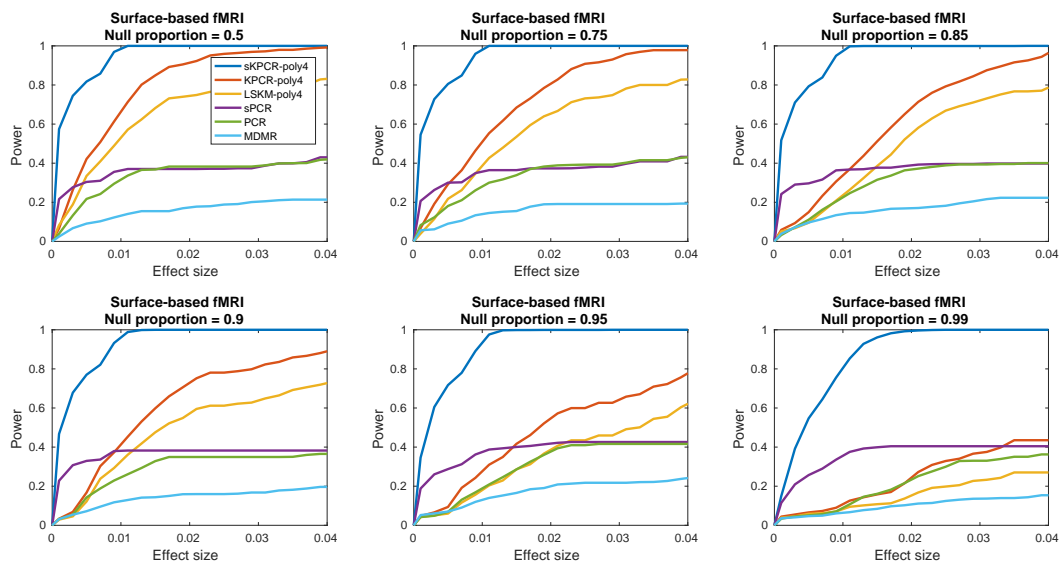 Surface-based fMRI
Null proportion = 0.5
Power
1
0.8
0.6
0.4
0.2
0
sKPCR-poly4
KPCR-poly4
LSKM-poly4
sPCR
PCR
MDMR
0 0.01 0.02 0.03 0.04
Effect size
Surface-based fMRI
Null proportion = 0.75
Power
1
0.8
0.6
0.4
0.2
0
0 0.01 0.02 0.03 0.04
Effect size
Surface-based fMRI
Null proportion = 0.85
Power
1
0.8
0.6
0.4
0.2
0
0 0.01 0.02 0.03 0.04
Effect size
Surface-based fMRI
Null proportion = 0.9
Power
1
0.8
0.6
0.4
0.2
0
0 0.01 0.02 0.03 0.04
Effect size
Surface-based fMRI
Null proportion = 0.95
Power
1
0.8
0.6
0.4
0.2
0
0 0.01 0.02 0.03 0.04
Effect size
Surface-based fMRI
Null proportion = 0.99
Power
1
0.8
0.6
0.4
0.2
0
0 0.01 0.02 0.03 0.04
Effect size